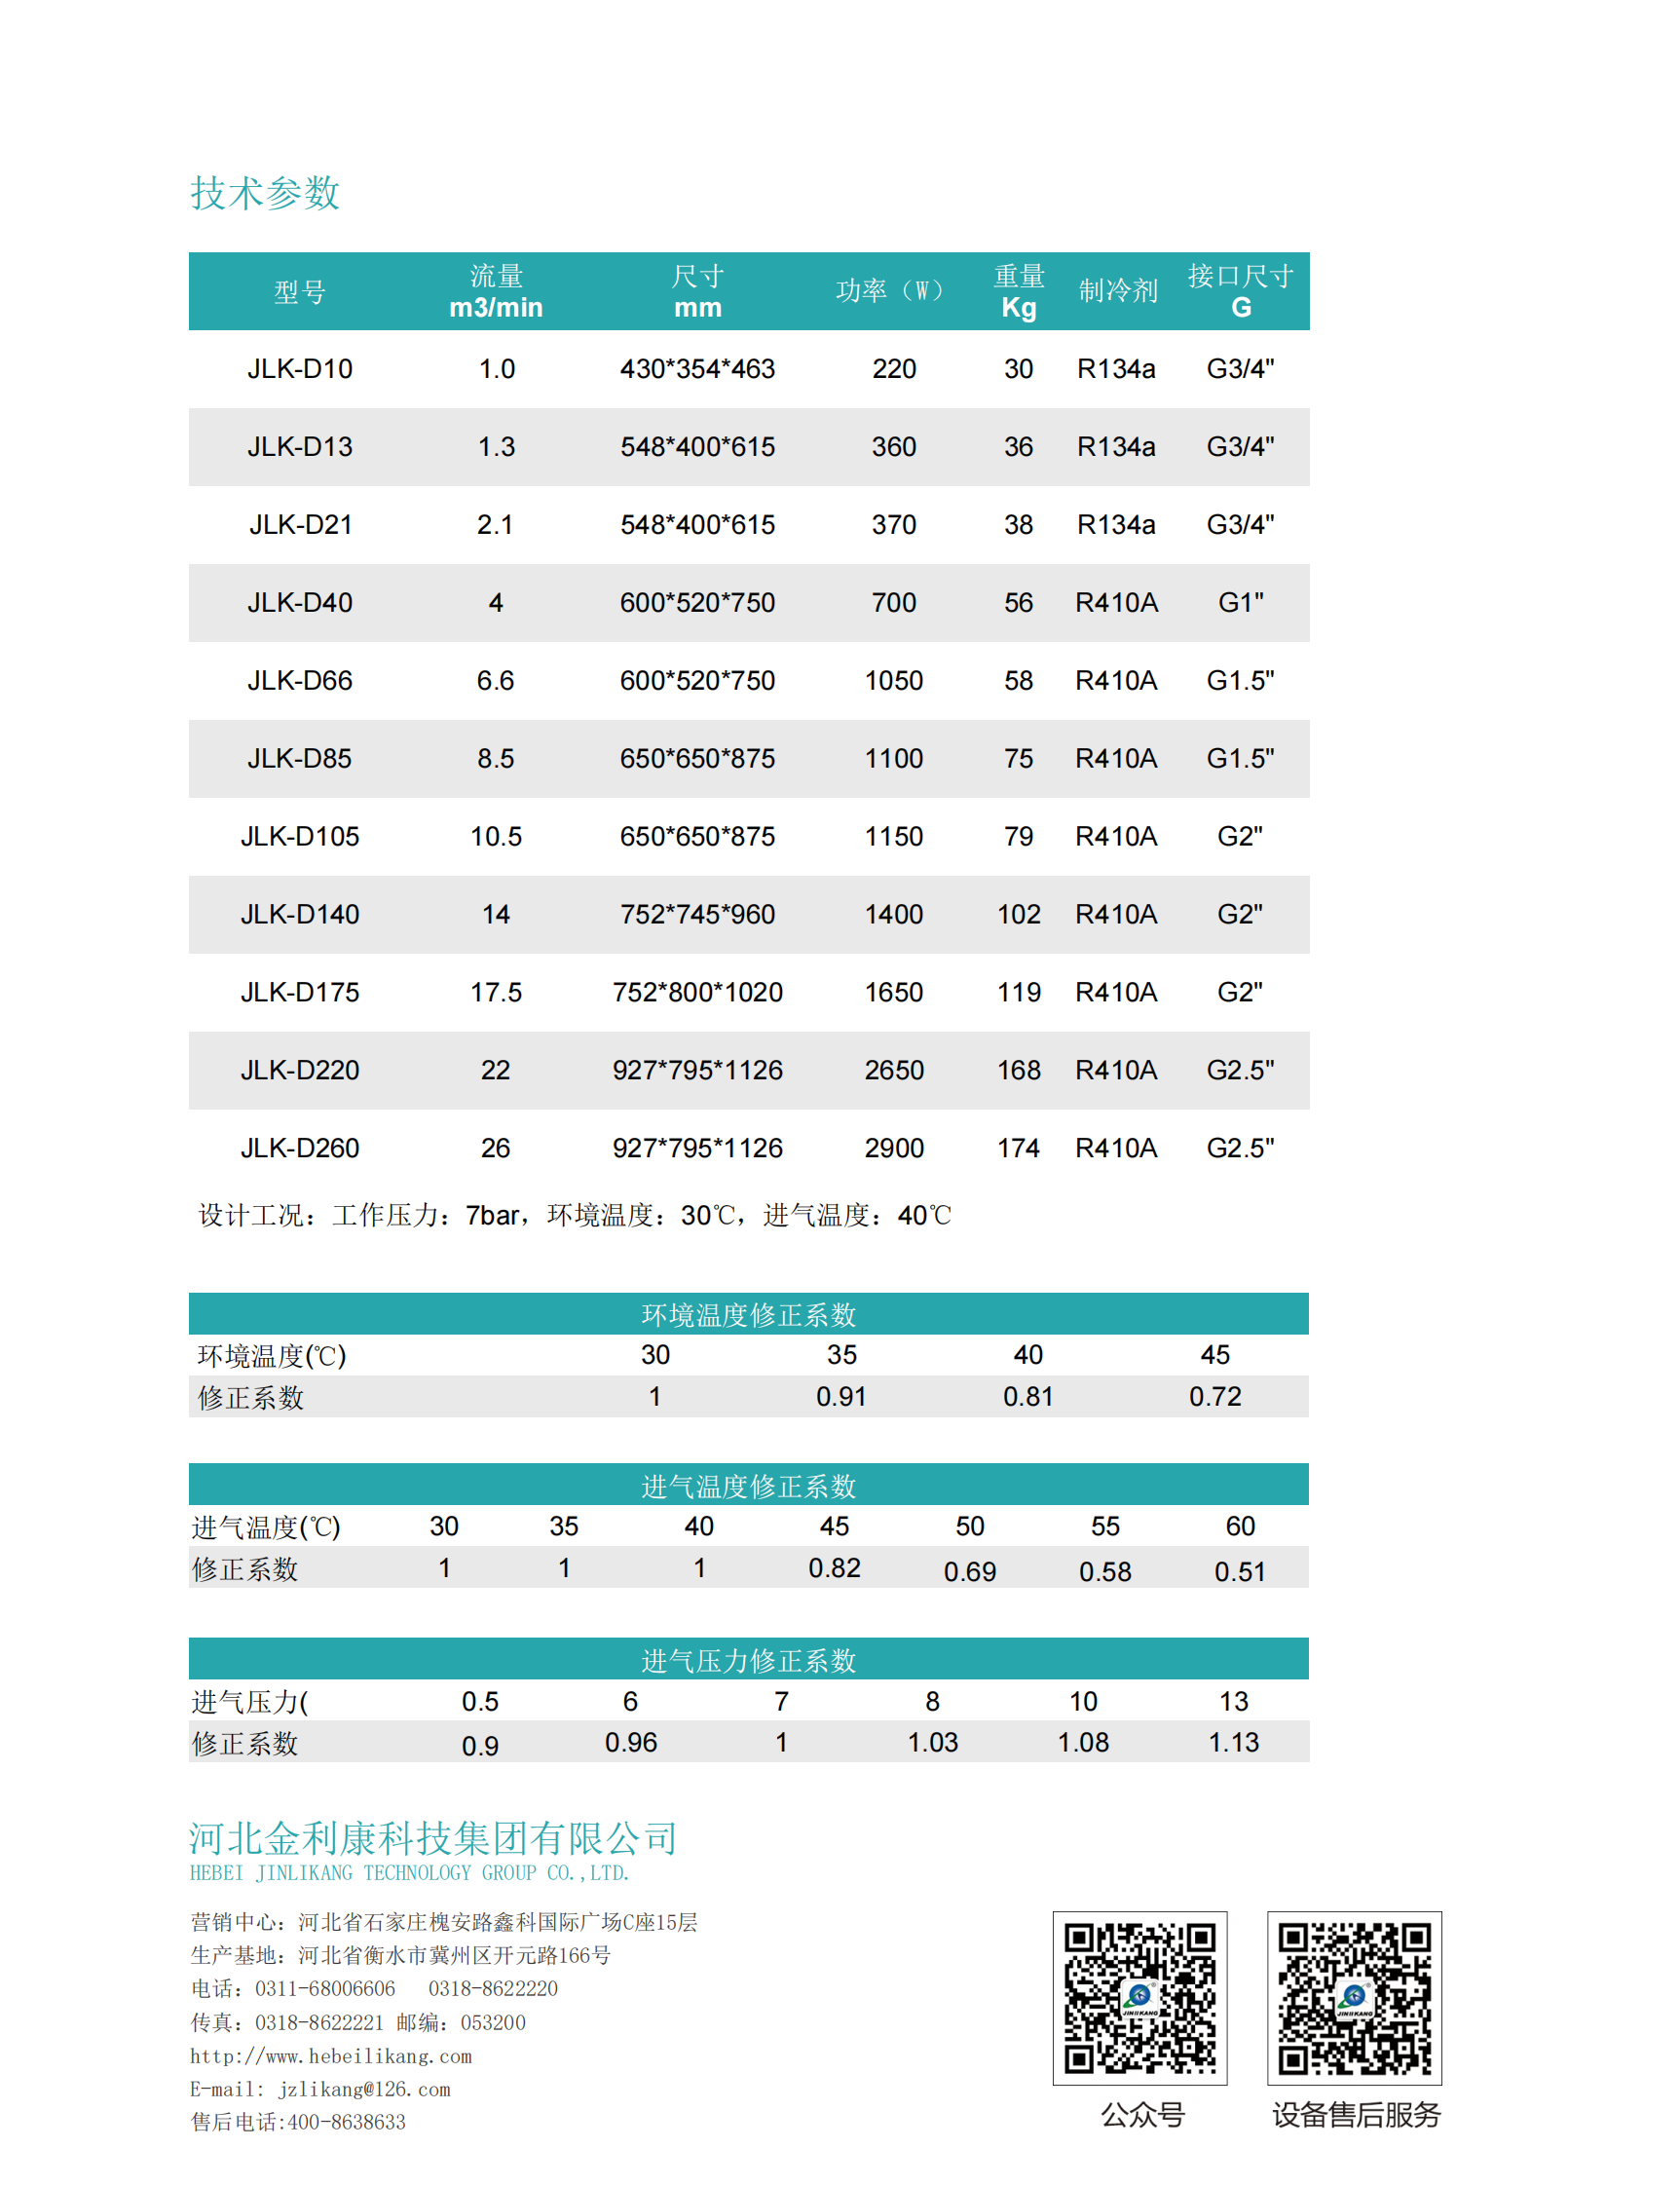 技术参数
型号 流量 m3/min 尺寸 mm 功率（W） 重量 Kg 制冷剂 接口尺寸 G
JLK-D10 1.0 430*354*463 220 30 R134a G3/4"
JLK-D13 1.3 548*400*615 360 36 R134a G3/4"
JLK-D21 2.1 548*400*615 370 38 R134a G3/4"
JLK-D40 4 600*520*750 700 56 R410A G1"
JLK-D66 6.6 600*520*750 1050 58 R410A G1.5"
JLK-D85 8.5 650*650*875 1100 75 R410A G1.5"
JLK-D105 10.5 650*650*875 1150 79 R410A G2"
JLK-D140 14 752*745*960 1400 102 R410A G2"
JLK-D175 17.5 752*800*1020 1650 119 R410A G2"
JLK-D220 22 927*795*1126 2650 168 R410A G2.5"
JLK-D260 26 927*795*1126 2900 174 R410A G2.5"
设计工况：工作压力：7bar，环境温度：30℃，进气温度：40℃
环境温度修正系数
环境温度(℃) 30 35 40 45
修正系数 1 0.91 0.81 0.72
进气温度修正系数
进气温度(℃) 30 35 40 45 50 55 60
修正系数 1 1 1 0.82 0.69 0.58 0.51
进气压力修正系数
进气压力( 0.5 6 7 8 10 13
修正系数 0.9 0.96 1 1.03 1.08 1.13
河北金利康科技集团有限公司
HEBEI JINLIKANG TECHNOLOGY GROUP CO.,LTD.
营销中心：河北省石家庄槐安路鑫科国际广场C座15层
生产基地：河北省衡水市冀州区开元路166号
电话：0311-68006606 0318-8622220
传真：0318-8622221 邮编：053200
http://www.hebeilikang.com
E-mail: jzlikang@126.com
售后电话:400-8638633
JINlIKANG
JINlIKANG
公众号 设备售后服务